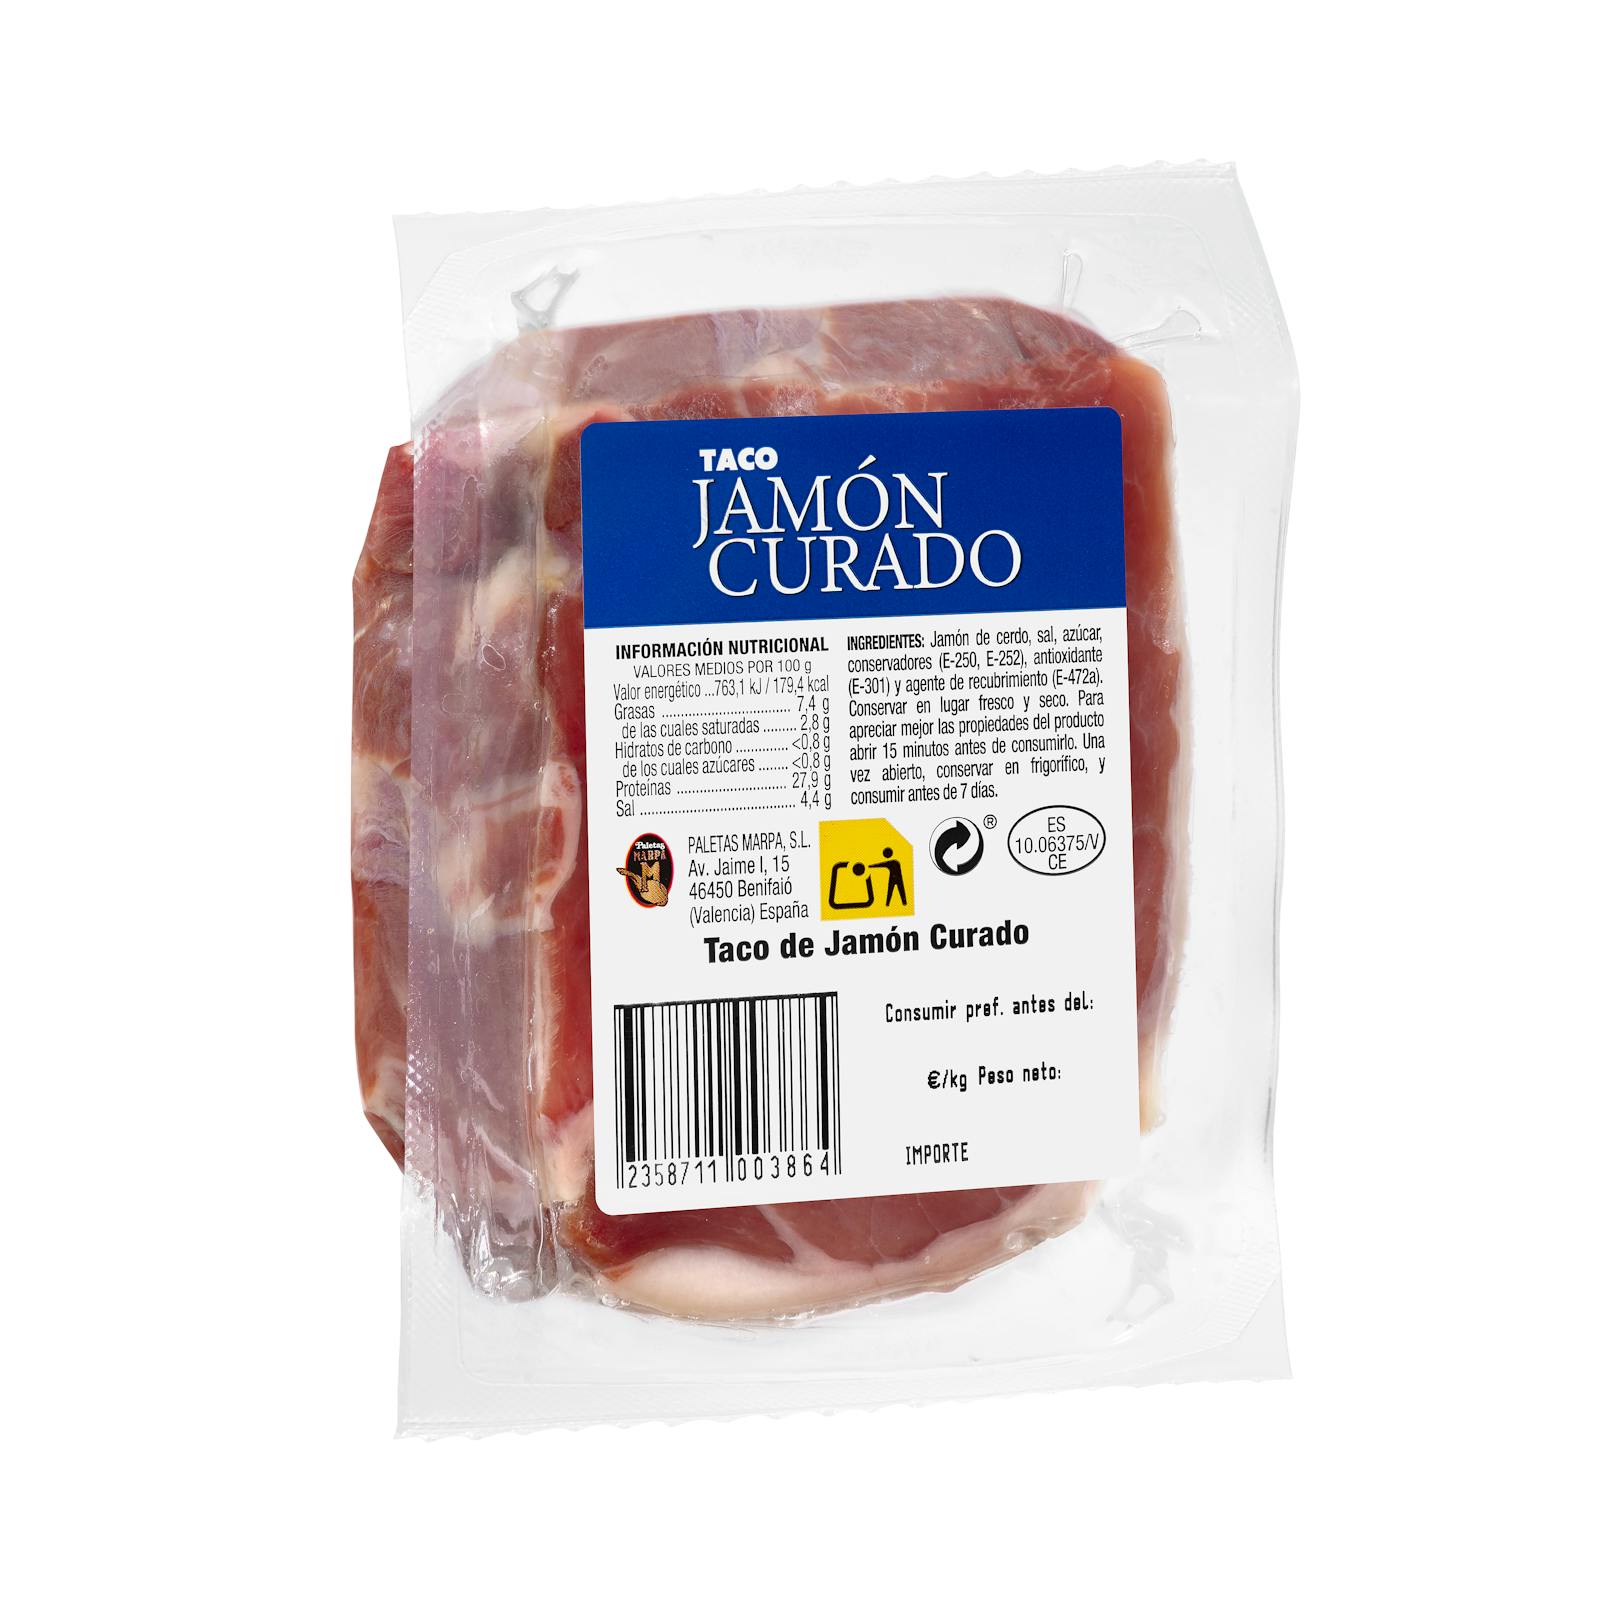 TACO
JAMÓN
CURADO
INFORMACIÓN NUTRICIONAL
VALORES MEDIOS POR 100 g
Valor energético ...763,1 kJ / 179,4 kcal
Grasas ................................. 7,4 g
de las cuales saturadas ......... 2,8 g
Hidratos de carbono .............. <0,8 g
de los cuales azúcares ........ <0,8 g
Proteínas ............................ 27,9 g
Sal ....................................... 4,4 g
INGREDIENTES: Jamón de cerdo, sal, azúcar,
conservadores (E-250, E-252), antioxidante
(E-301) y agente de recubrimiento (E-472a).
Conservar en lugar fresco y seco. Para
apreciar mejor las propiedades del producto
abrir 15 minutos antes de consumirlo. Una
vez abierto, conservar en frigorífico, y
consumir antes de 7 días.
Paletas
MARPA
M
PALETAS MARPA, S.L.
Av. Jaime I, 15
46450 Benifaió
(Valencia) España
®
ES
10.06375/V
CE
Taco de Jamón Curado
Consumir pref. antes del:
€/kg Peso neto:
IMPORTE
2358711 003864